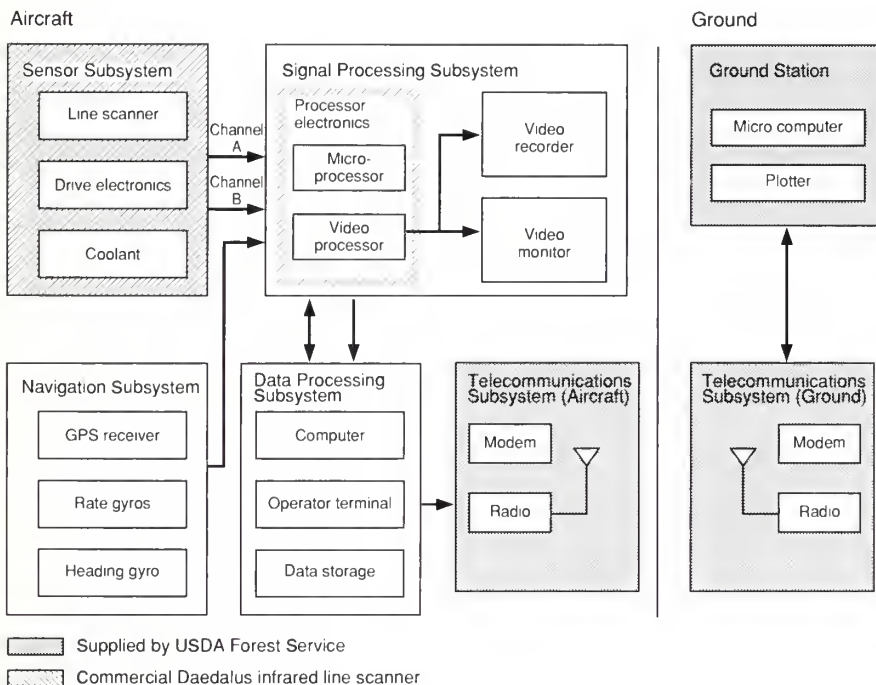 Aircraft
Ground
Sensor Subsystem
Line scanner
Drive electronics
Coolant
Channel
A
Channel
B
Signal Processing Subsystem
Processor
electronics
Micro-
processor
Video
processor
Video
recorder
Video
monitor
Ground Station
Micro computer
Plotter
Navigation Subsystem
GPS receiver
Rate gyros
Heading gyro
Data Processing
Subsystem
Computer
Operator terminal
Data storage
Telecommunications
Subsystem (Aircraft)
Modem
Radio
Telecommunications
Subsystem (Ground)
Modem
Radio
Supplied by USDA Forest Service
Commercial Daedalus infrared line scanner